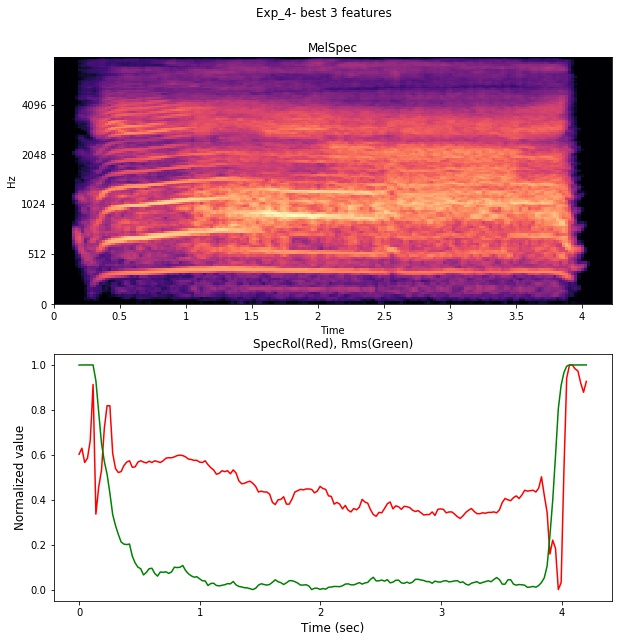 Exp_4- best 3 features
MelSpec
4096
2048
1024
512
0
Hz
0 0.5 1 1.5 2 2.5 3 3.5 4
Time
SpecRol(Red), Rms(Green)
1.0
0.8
0.6
0.4
0.2
0.0
Normalized value
0 1 2 3 4
Time (sec)